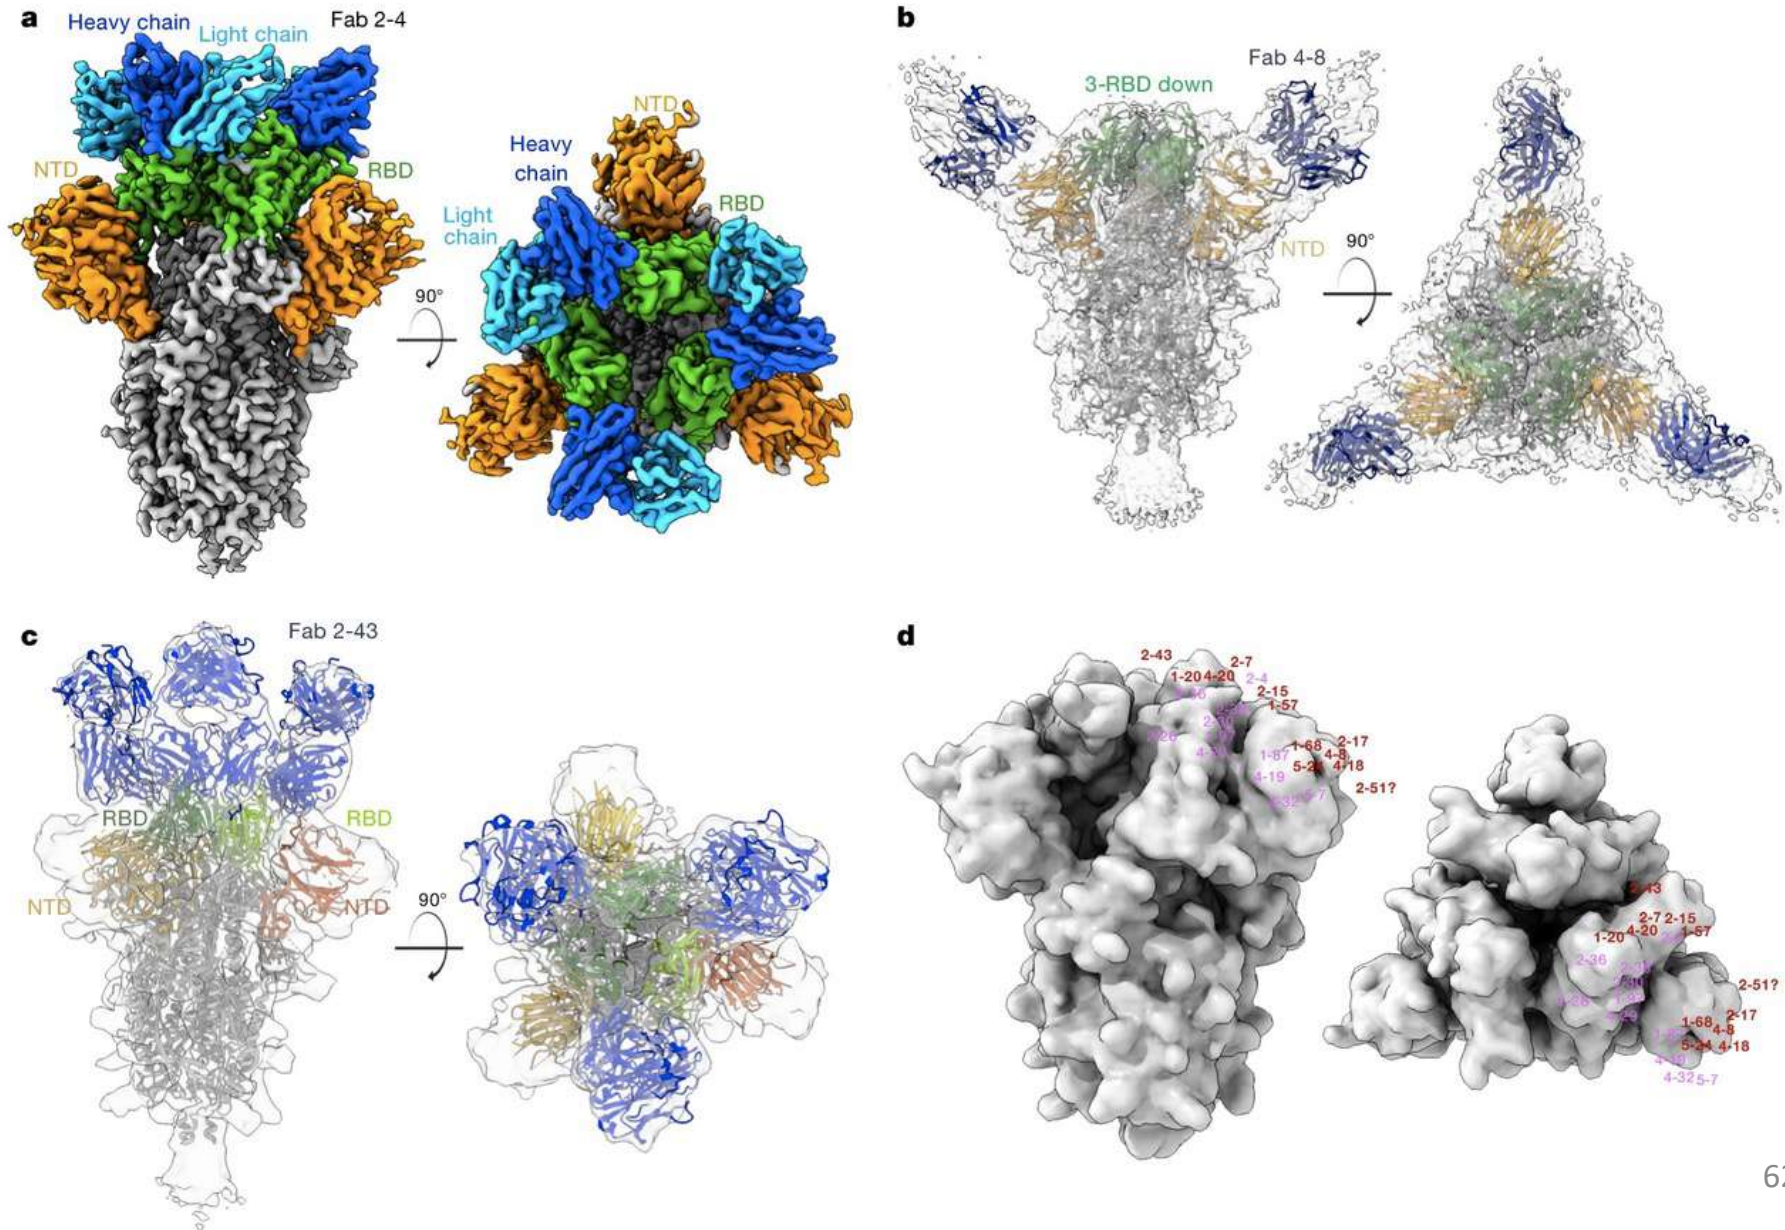 a
Heavy chain
Light chain
Fab 2-4
NTD
RBD
90°
NTD
Heavy
chain
RBD
Light
chain
b
Fab 4-8
3-RBD down
NTD
90°
c
Fab 2-43
RBD
RBD
NTD
NTD
90°
d
2-43
2-7
1-20
4-20
2-4
2-15
1-57
1-68
2-17
1-87
4-8
5-24
4-18
4-19
2-51?
5-7
2-43
2-7
2-15
1-20
4-20
1-57
2-36
2-51?
2-17
1-68
4-8
5-24
4-18
4-32
5-7